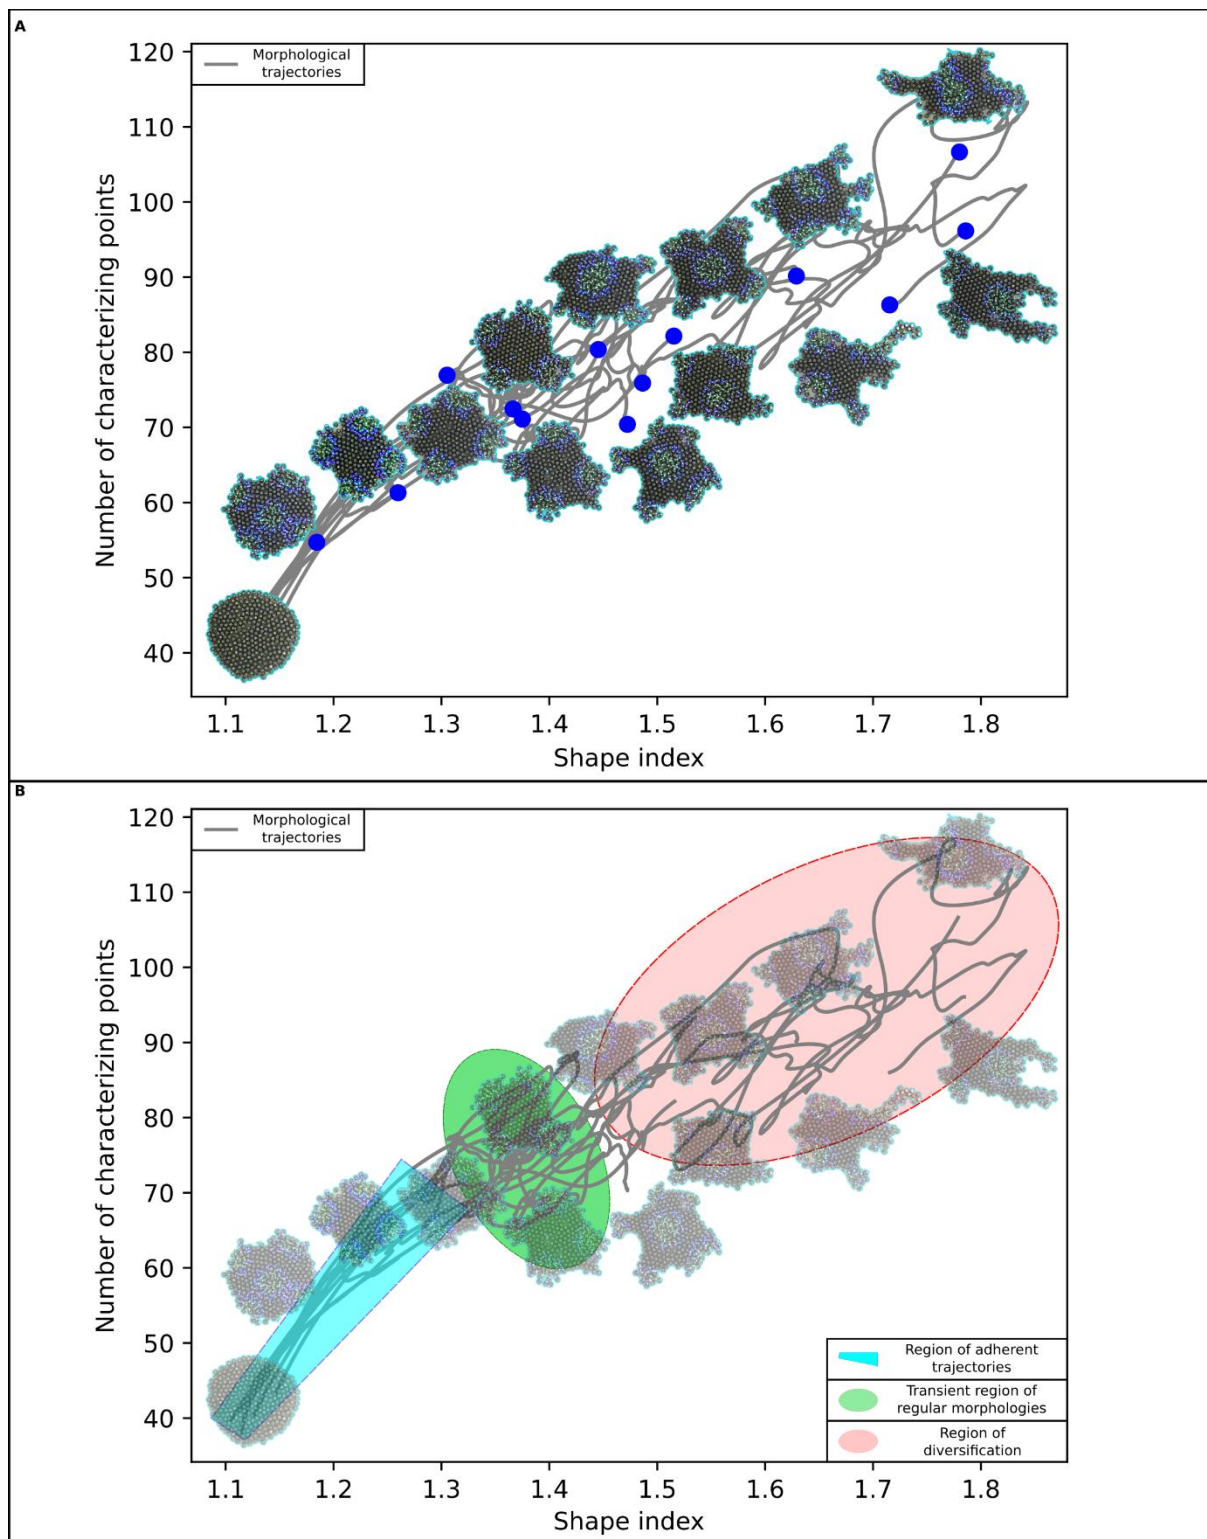 A
Morphological
trajectories
120
110
100
90
80
70
60
50
40
Number of characterizing points
1.1 1.2 1.3 1.4 1.5 1.6 1.7 1.8
Shape index
B
Morphological
trajectories
120
110
100
90
80
70
60
50
40
Number of characterizing points
Region of adherent
trajectories
Transient region of
regular morphologies
Region of
diversification
1.1 1.2 1.3 1.4 1.5 1.6 1.7 1.8
Shape index